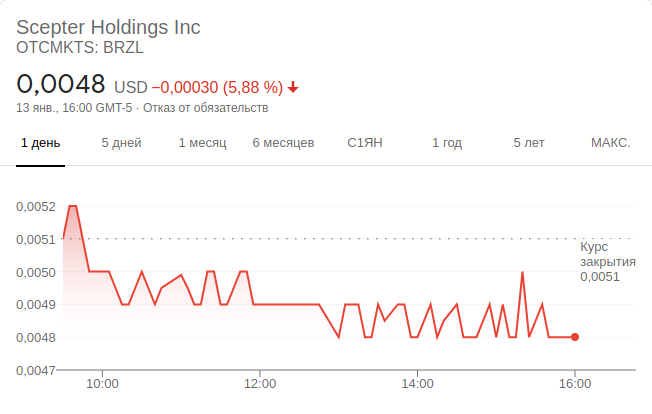 Scepter Holdings Inc
OTCMKTS: BRZL
0,0048 USD −0,00030 (5,88 %)
13 янв., 16:00 GMT-5 · Отказ от обязательств
1 день 5 дней 1 месяц 6 месяцев С1ЯН 1 год 5 лет МАКС.
0,0052
0,0051
Курс
закрытия
0,0051
0,0050
0,0049
0,0048
0,0047
10:00 12:00 14:00 16:00